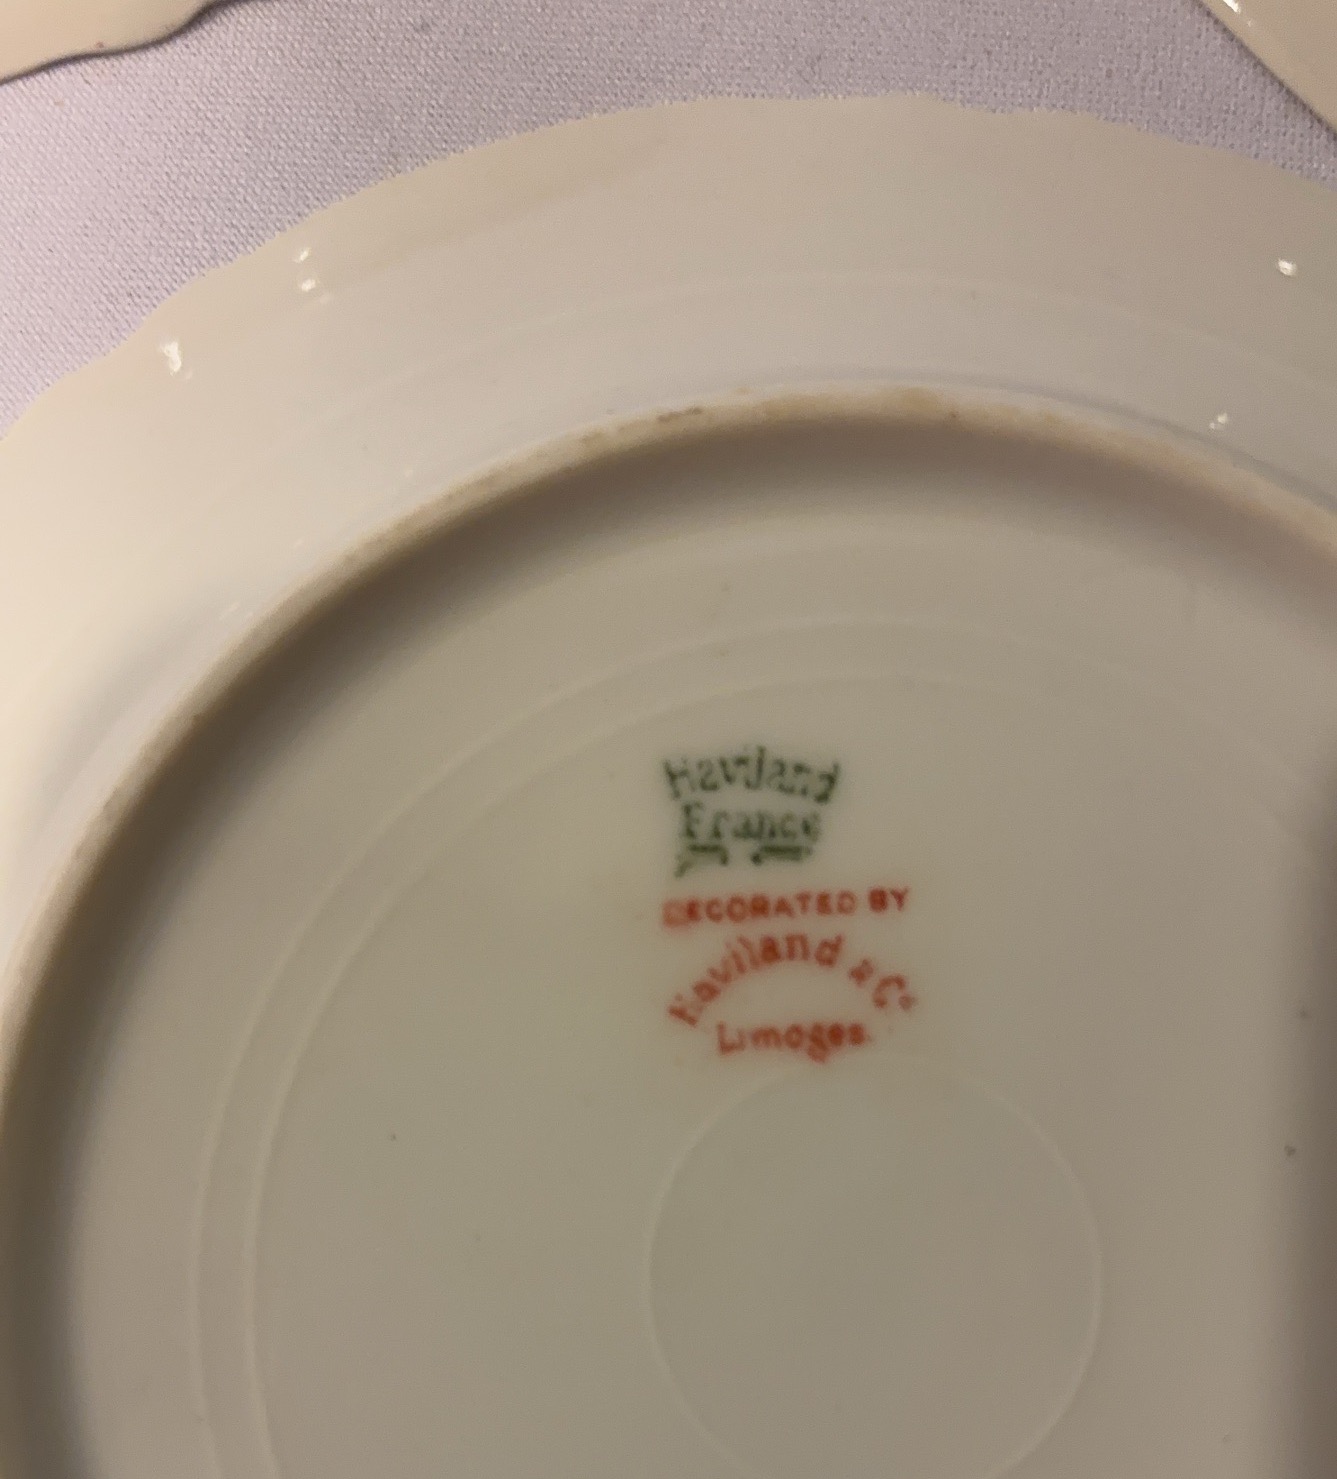 Haviland
France
DECORATED BY
Haviland & Co
Limoges